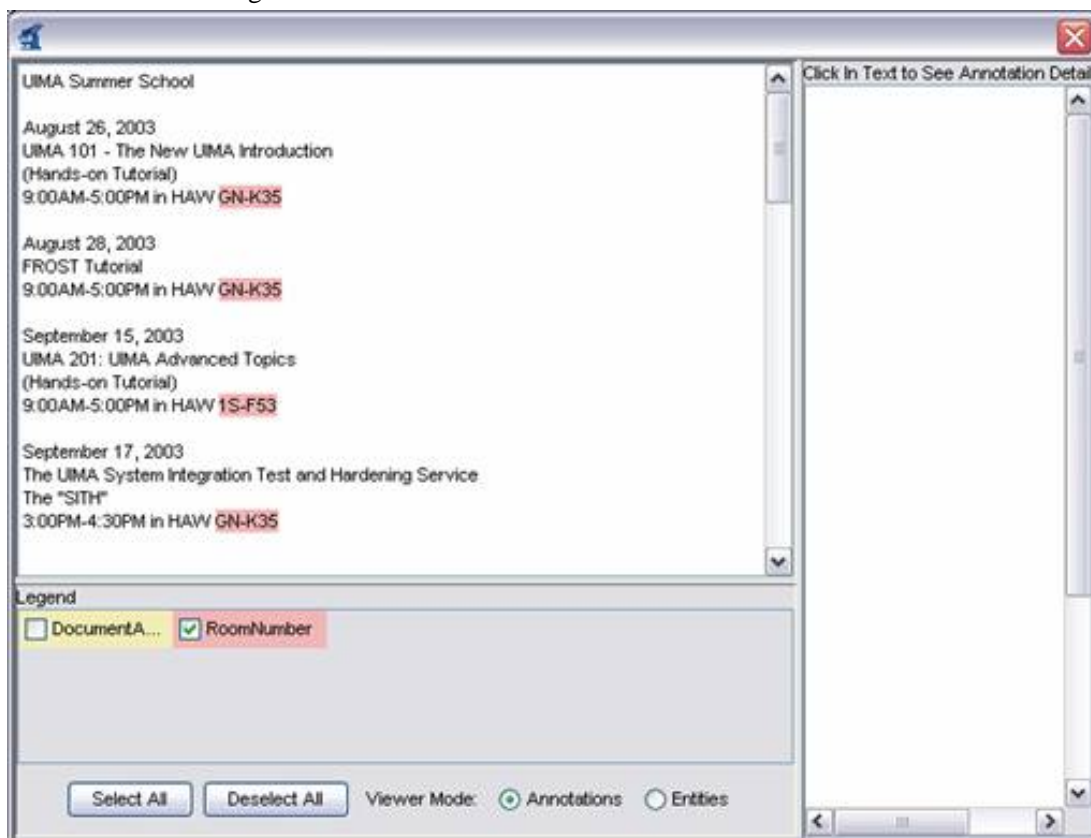 UIMA Summer School
August 26, 2003
UIMA 101 - The New UIMA Introduction
(Hands-on Tutorial)
9:00AM-5:00PM in HAW GN-K35
August 28, 2003
FROST Tutorial
9:00AM-5:00PM in HAW GN-K35
September 15, 2003
UIMA 201: UIMA Advanced Topics
(Hands-on Tutorial)
9:00AM-5:00PM in HAW 1S-F53
September 17, 2003
The UIMA System Integration Test and Hardening Service
The "SITH"
3:00PM-4:30PM in HAW GN-K35
Click In Text to See Annotation Detail
Legend
DocumentA... RoomNumber
Select All Deselect All Viewer Mode: Annotations Entities